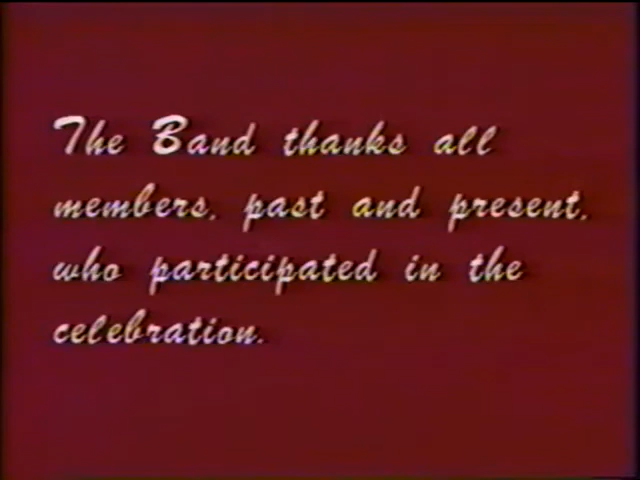 The Band thanks all
members, past and present,
who participated in the
celebration.